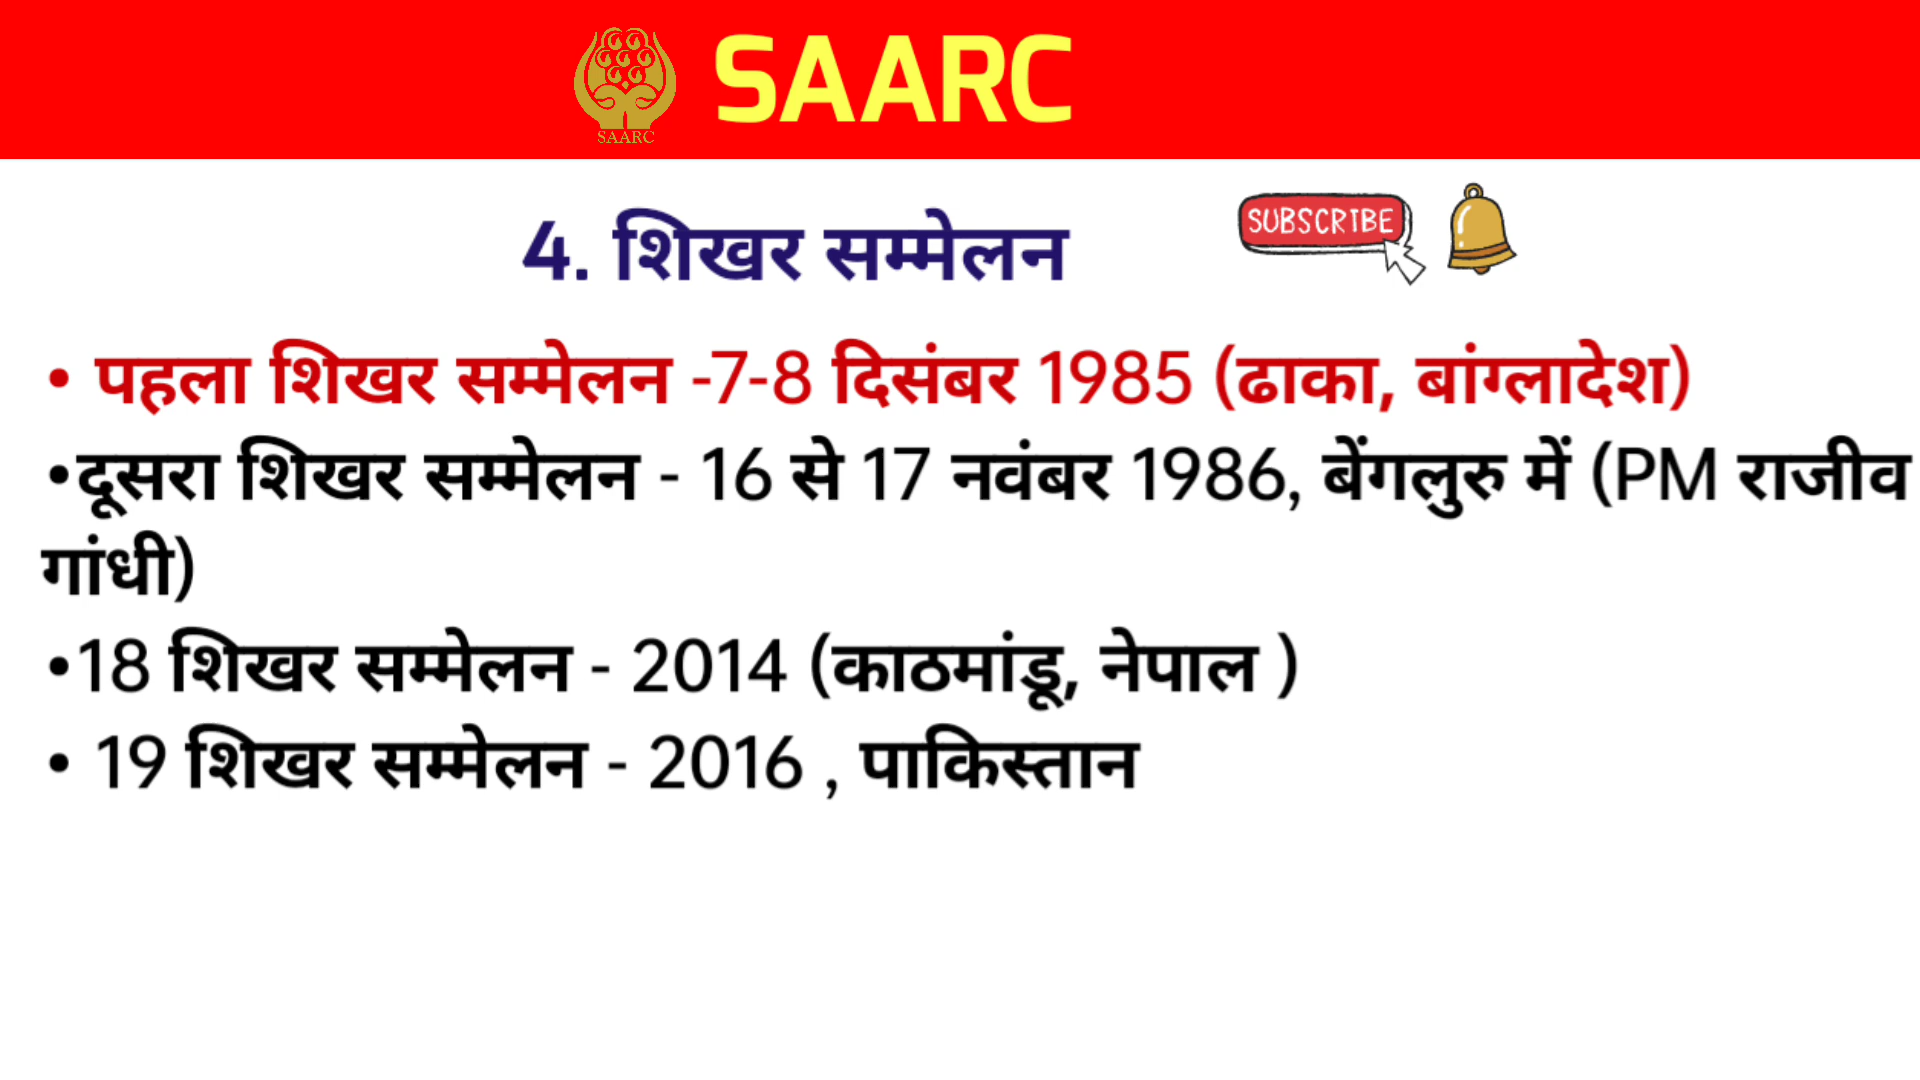 SAARC
SAARC
4. शिखर सम्मेलन
SUBSCRIBE
• पहला शिखर सम्मेलन -7-8 दिसंबर 1985 (ढाका, बांग्लादेश)
•दूसरा शिखर सम्मेलन - 16 से 17 नवंबर 1986, बेंगलुरु में (PM राजीव
गांधी)
•18 शिखर सम्मेलन - 2014 (काठमांडू, नेपाल )
• 19 शिखर सम्मेलन - 2016 , पाकिस्तान